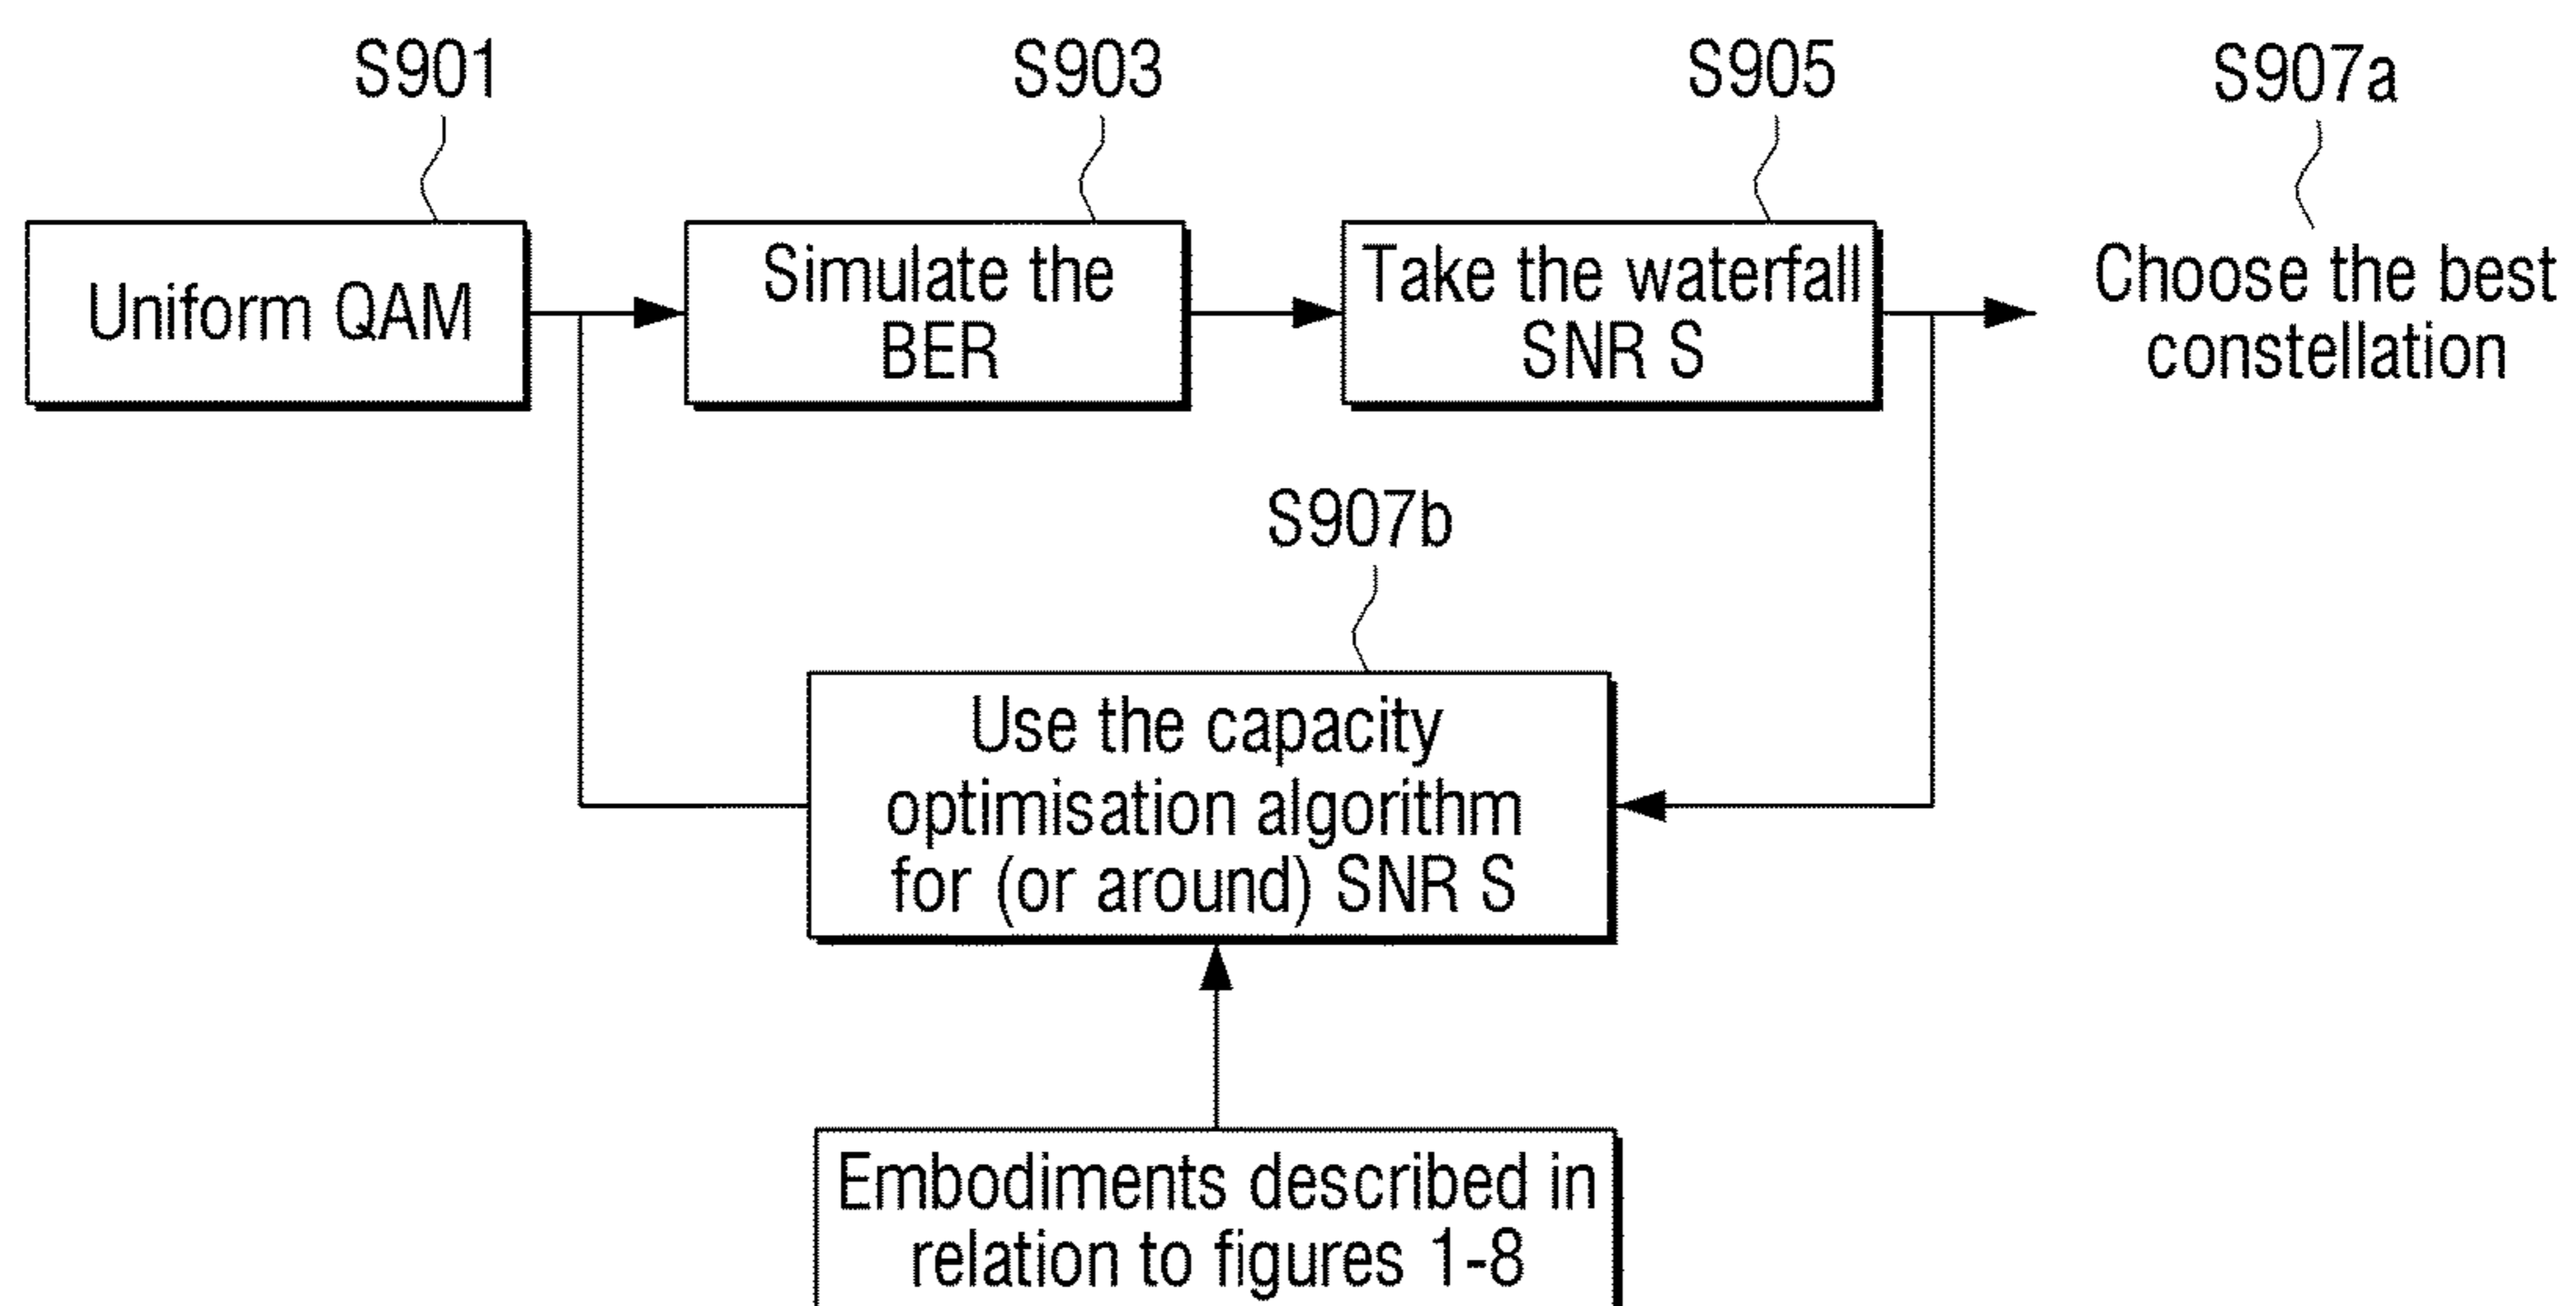 S901
S903
S905
S907a
Uniform QAM
Simulate the
BER
Take the waterfall
SNR S
Choose the best
constellation
S907b
Use the capacity
optimisation algorithm
for (or around) SNR S
Embodiments described in
relation to figures 1-8